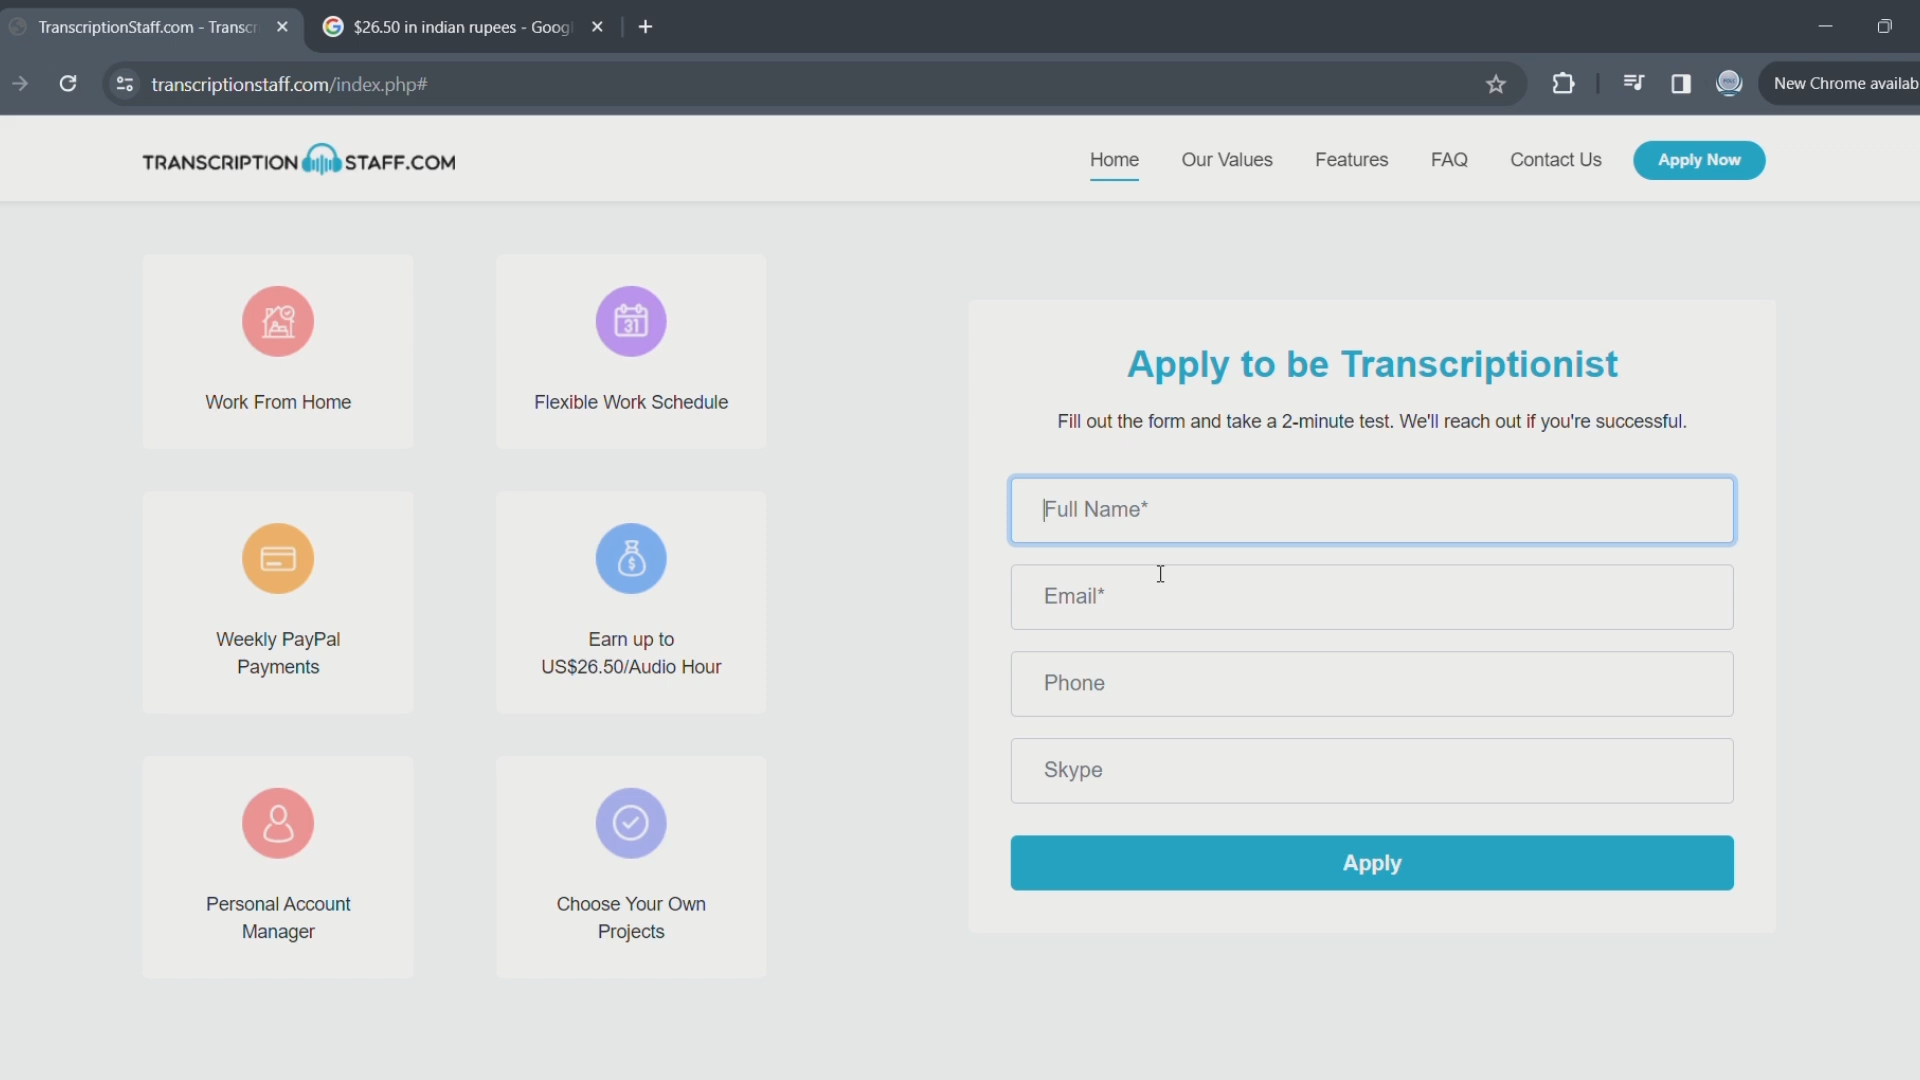 TranscriptionStaff.com - Transcr
$26.50 in indian rupees - Googl
transcriptionstaff.com/index.php#
New Chrome availab
TRANSCRIPTION STAFF.COM
Home
Our Values
Features
FAQ
Contact Us
Apply Now
Work From Home
31
Flexible Work Schedule
Weekly PayPal
Payments
$
Earn up to
US$26.50/Audio Hour
Personal Account
Manager
Choose Your Own
Projects
Apply to be Transcriptionist
Fill out the form and take a 2-minute test. We'll reach out if you're successful.
Full Name*
Email*
Phone
Skype
Apply